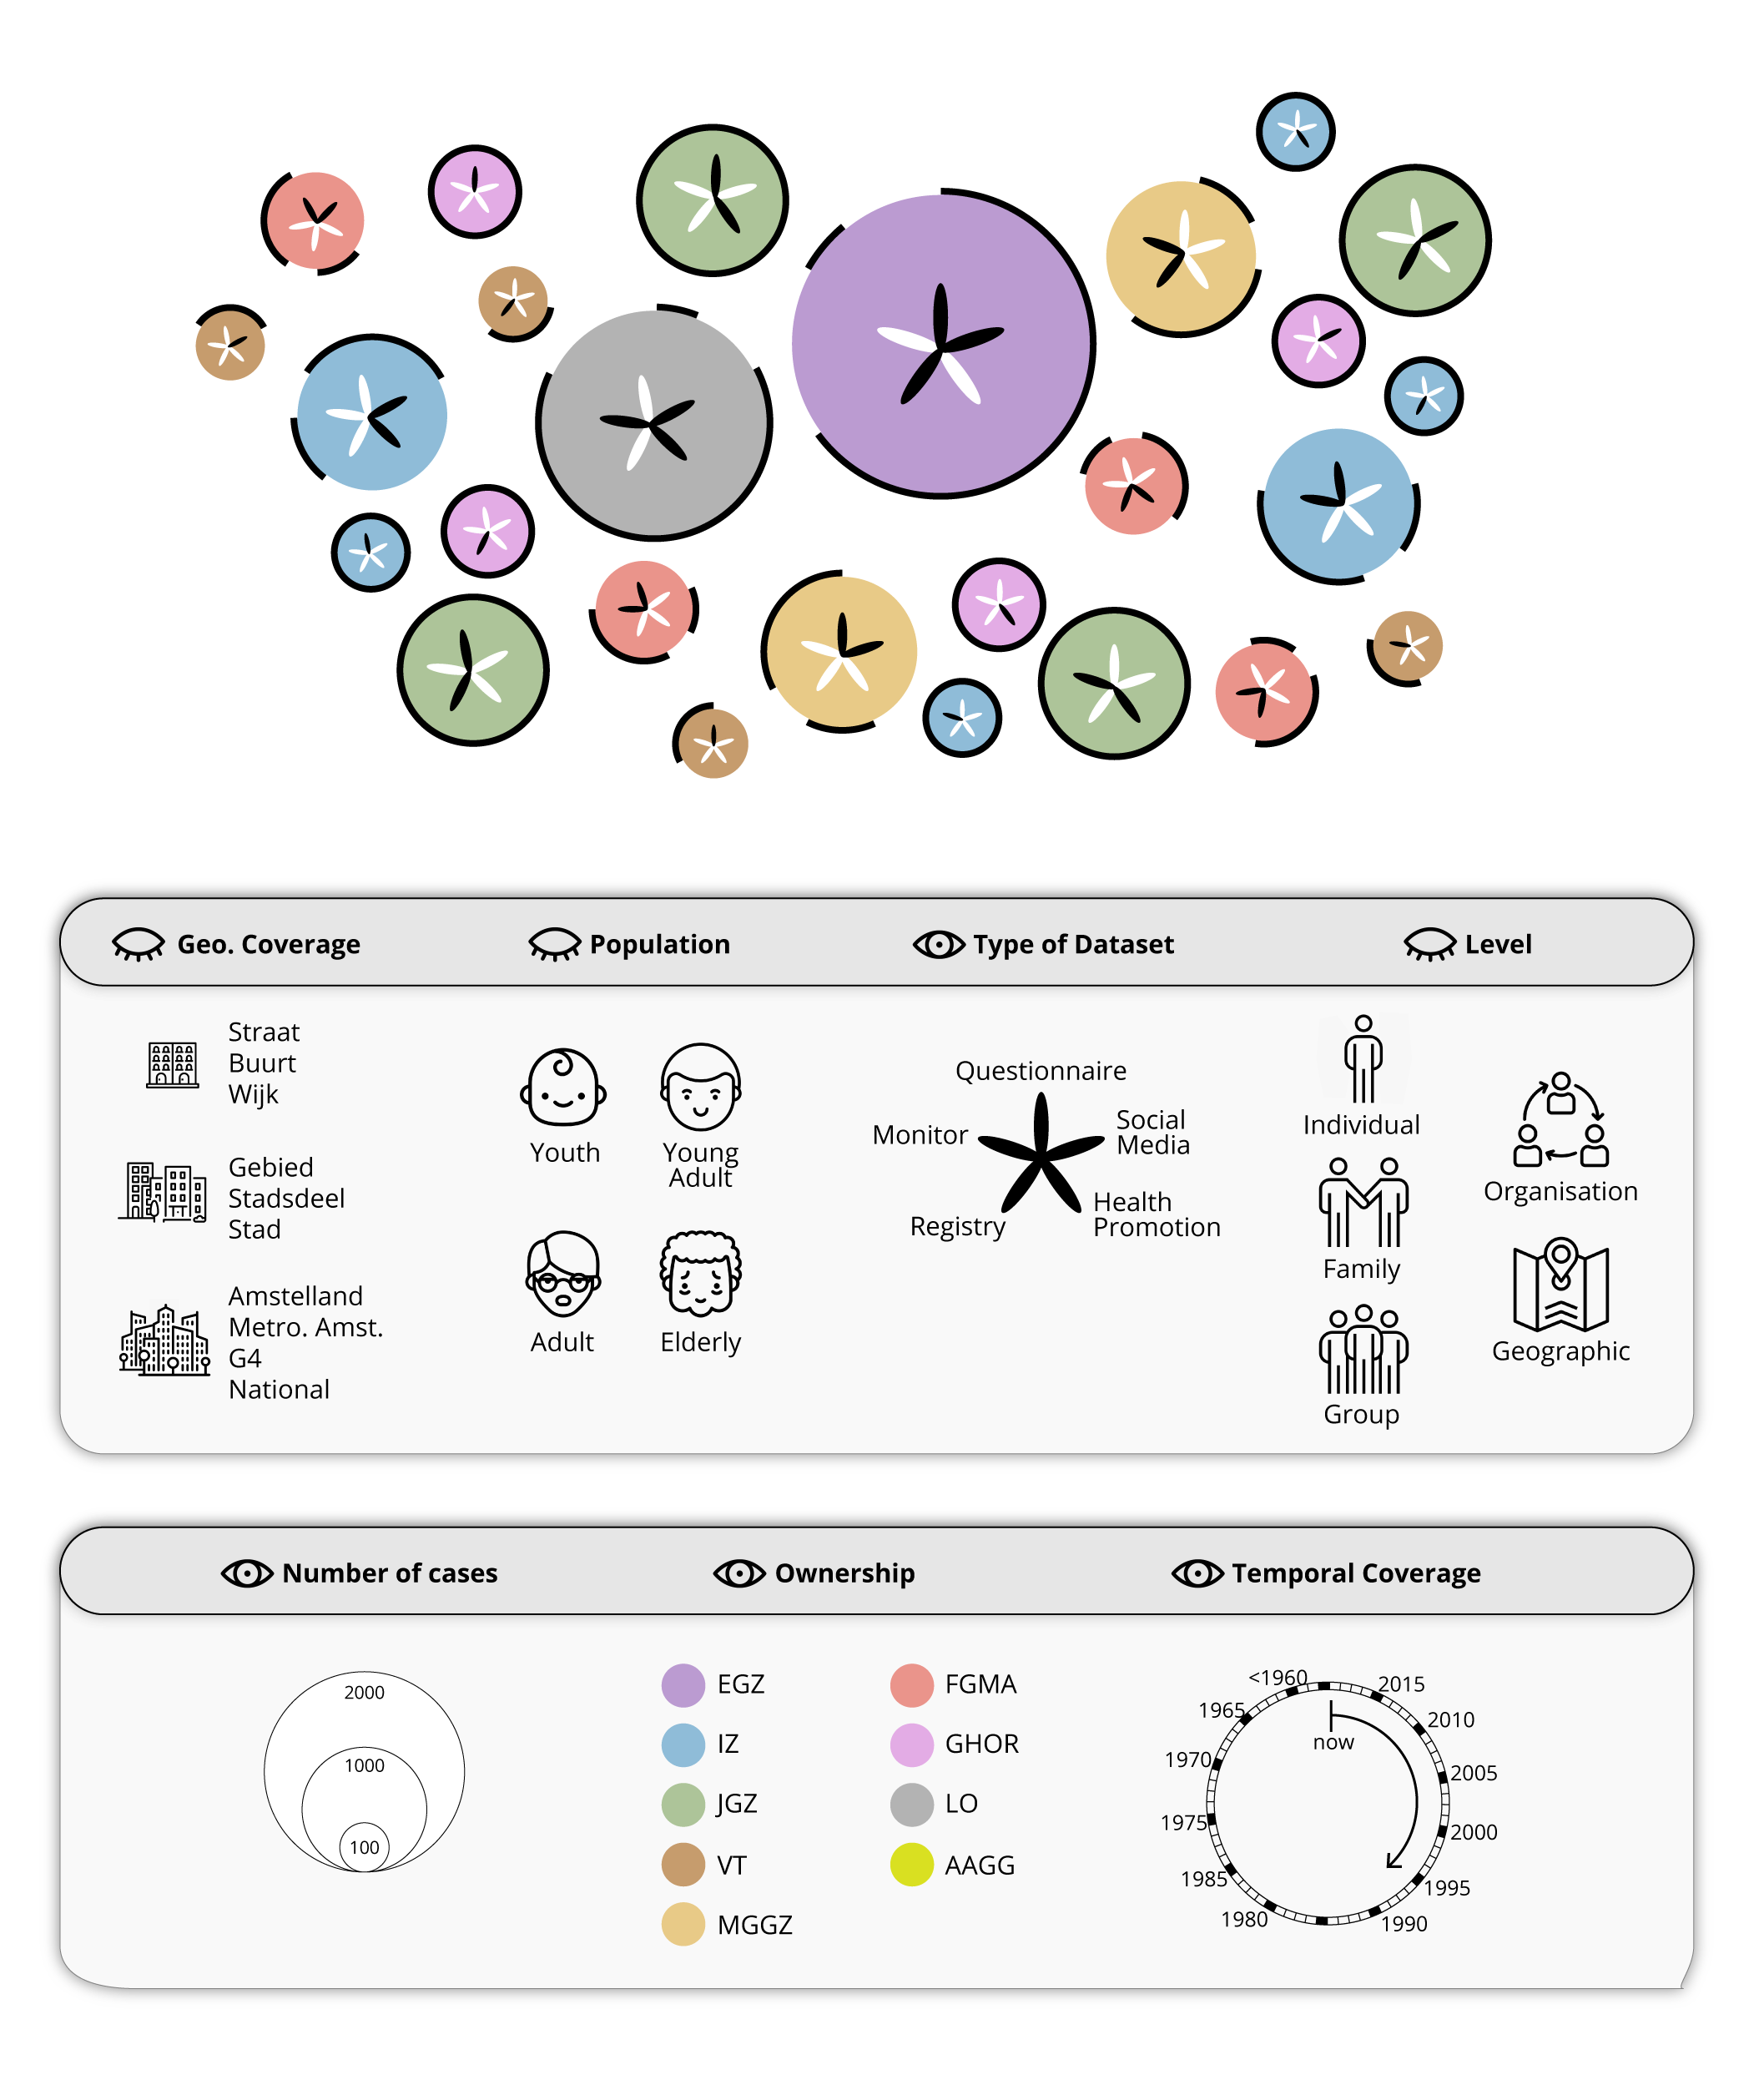 Geo. Coverage
Population
Type of Dataset
Level
Straat
Buurt
Wijk
Gebied
Stadsdeel
Stad
Amstelland
Metro. Amst.
G4
National
Youth
Young
Adult
Adult
Elderly
Questionnaire
Monitor
Social
Media
Registry
Health
Promotion
Individual
Family
Group
Organisation
Geographic
Number of cases
Ownership
Temporal Coverage
2000
1000
100
EGZ
IZ
JGZ
VT
MGGZ
FGMA
GHOR
LO
AAGG
<1960
2015
1965
2010
now
1970
2005
1975
2000
1985
1995
1980
1990